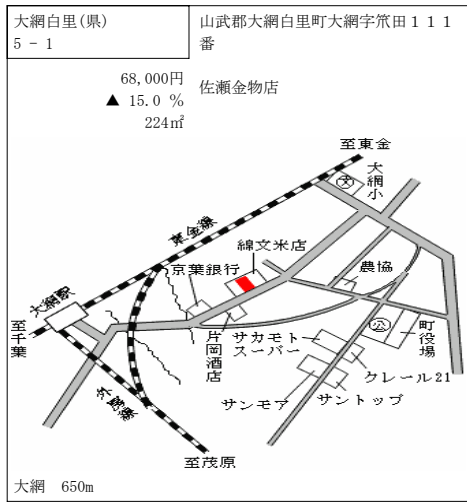 大網白里(県)
5 - 1
山武郡大網白里町大網字笊田111
番
68,000円
▲ 15.0 %
224㎡
佐瀬金物店
至東金
大網小
文
東金線
線文米店
京葉銀行
農協
大網駅
至千葉
片岡酒店
サカモト
スーパー
公
町役場
クレール21
外房線
サンモア
サントップ
至茂原
大網 650m